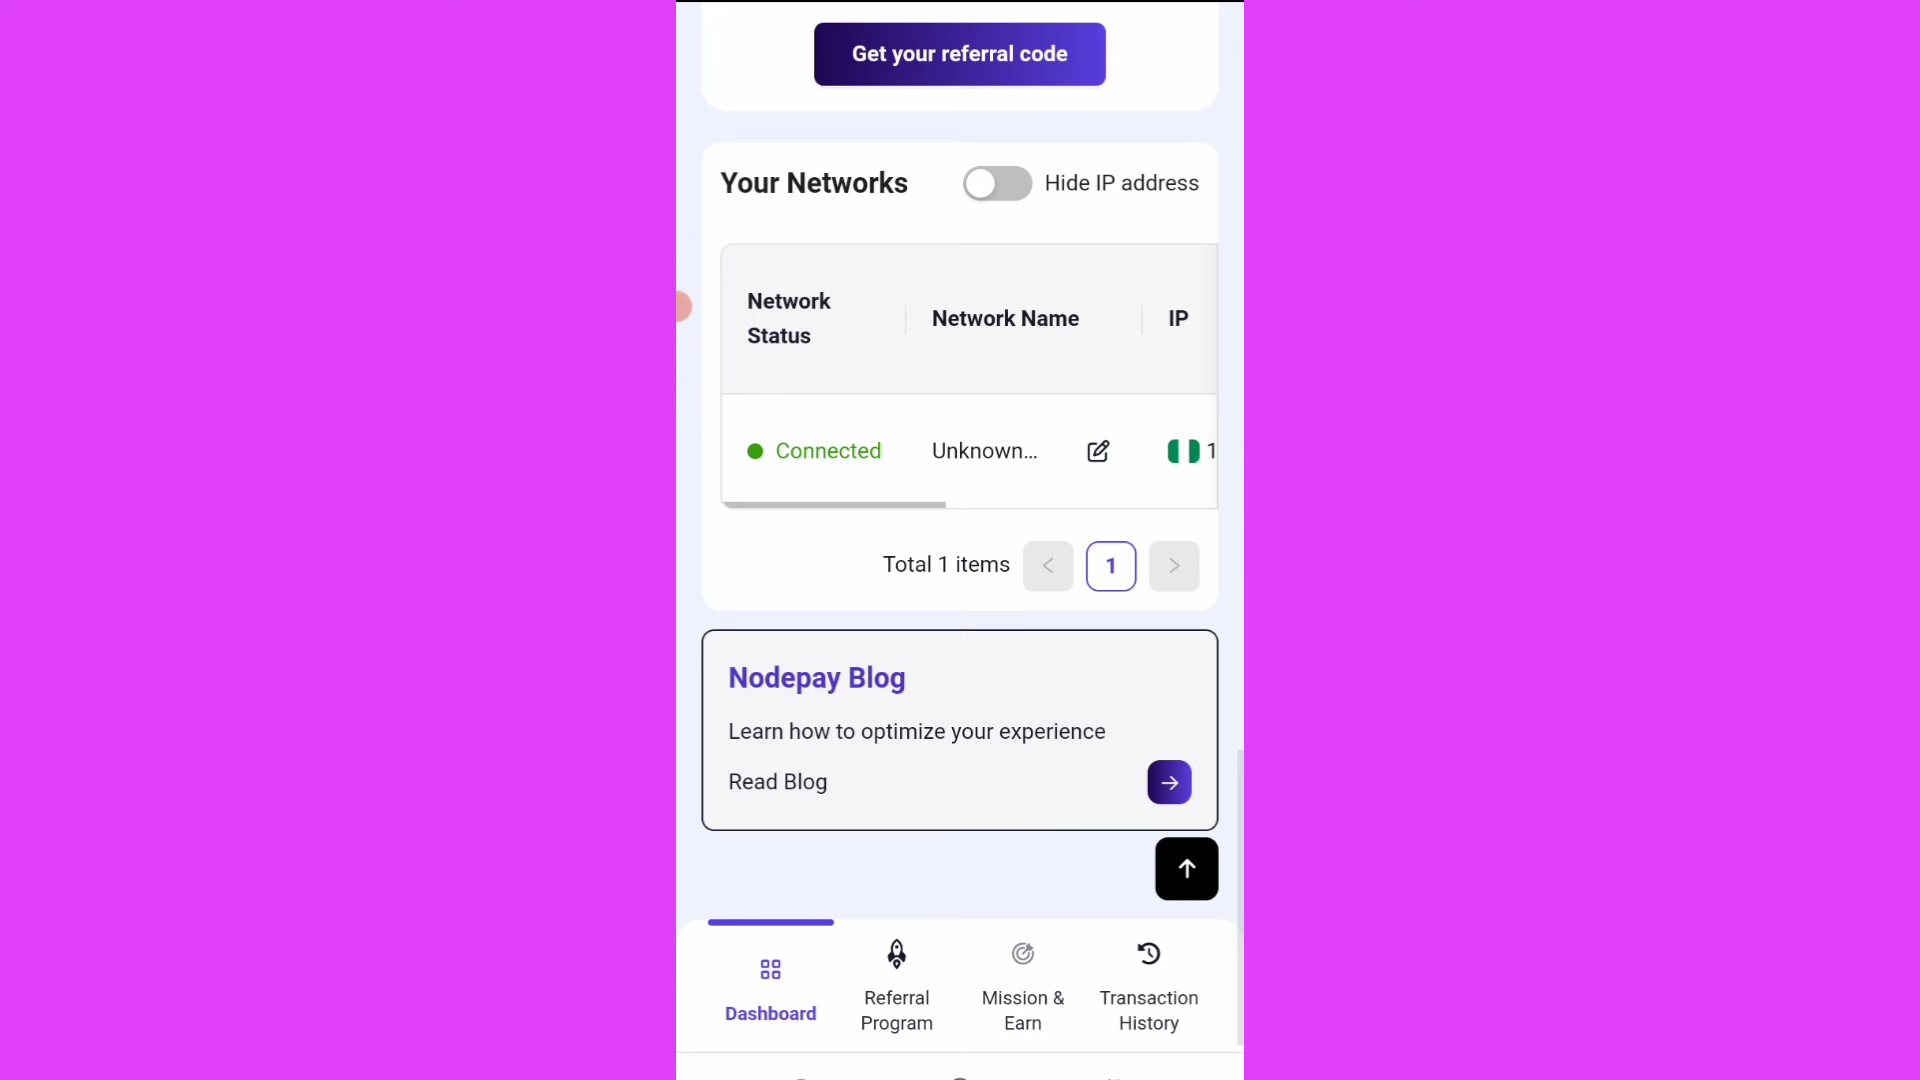 Get your referral code
Your Networks
Hide IP address
Network
Status
Network Name
IP
Connected
Unknown...
1
Total 1 items
<
1
>
Nodepay Blog
Learn how to optimize your experience
Read Blog
Dashboard
Referral
Program
Mission &
Earn
Transaction
History